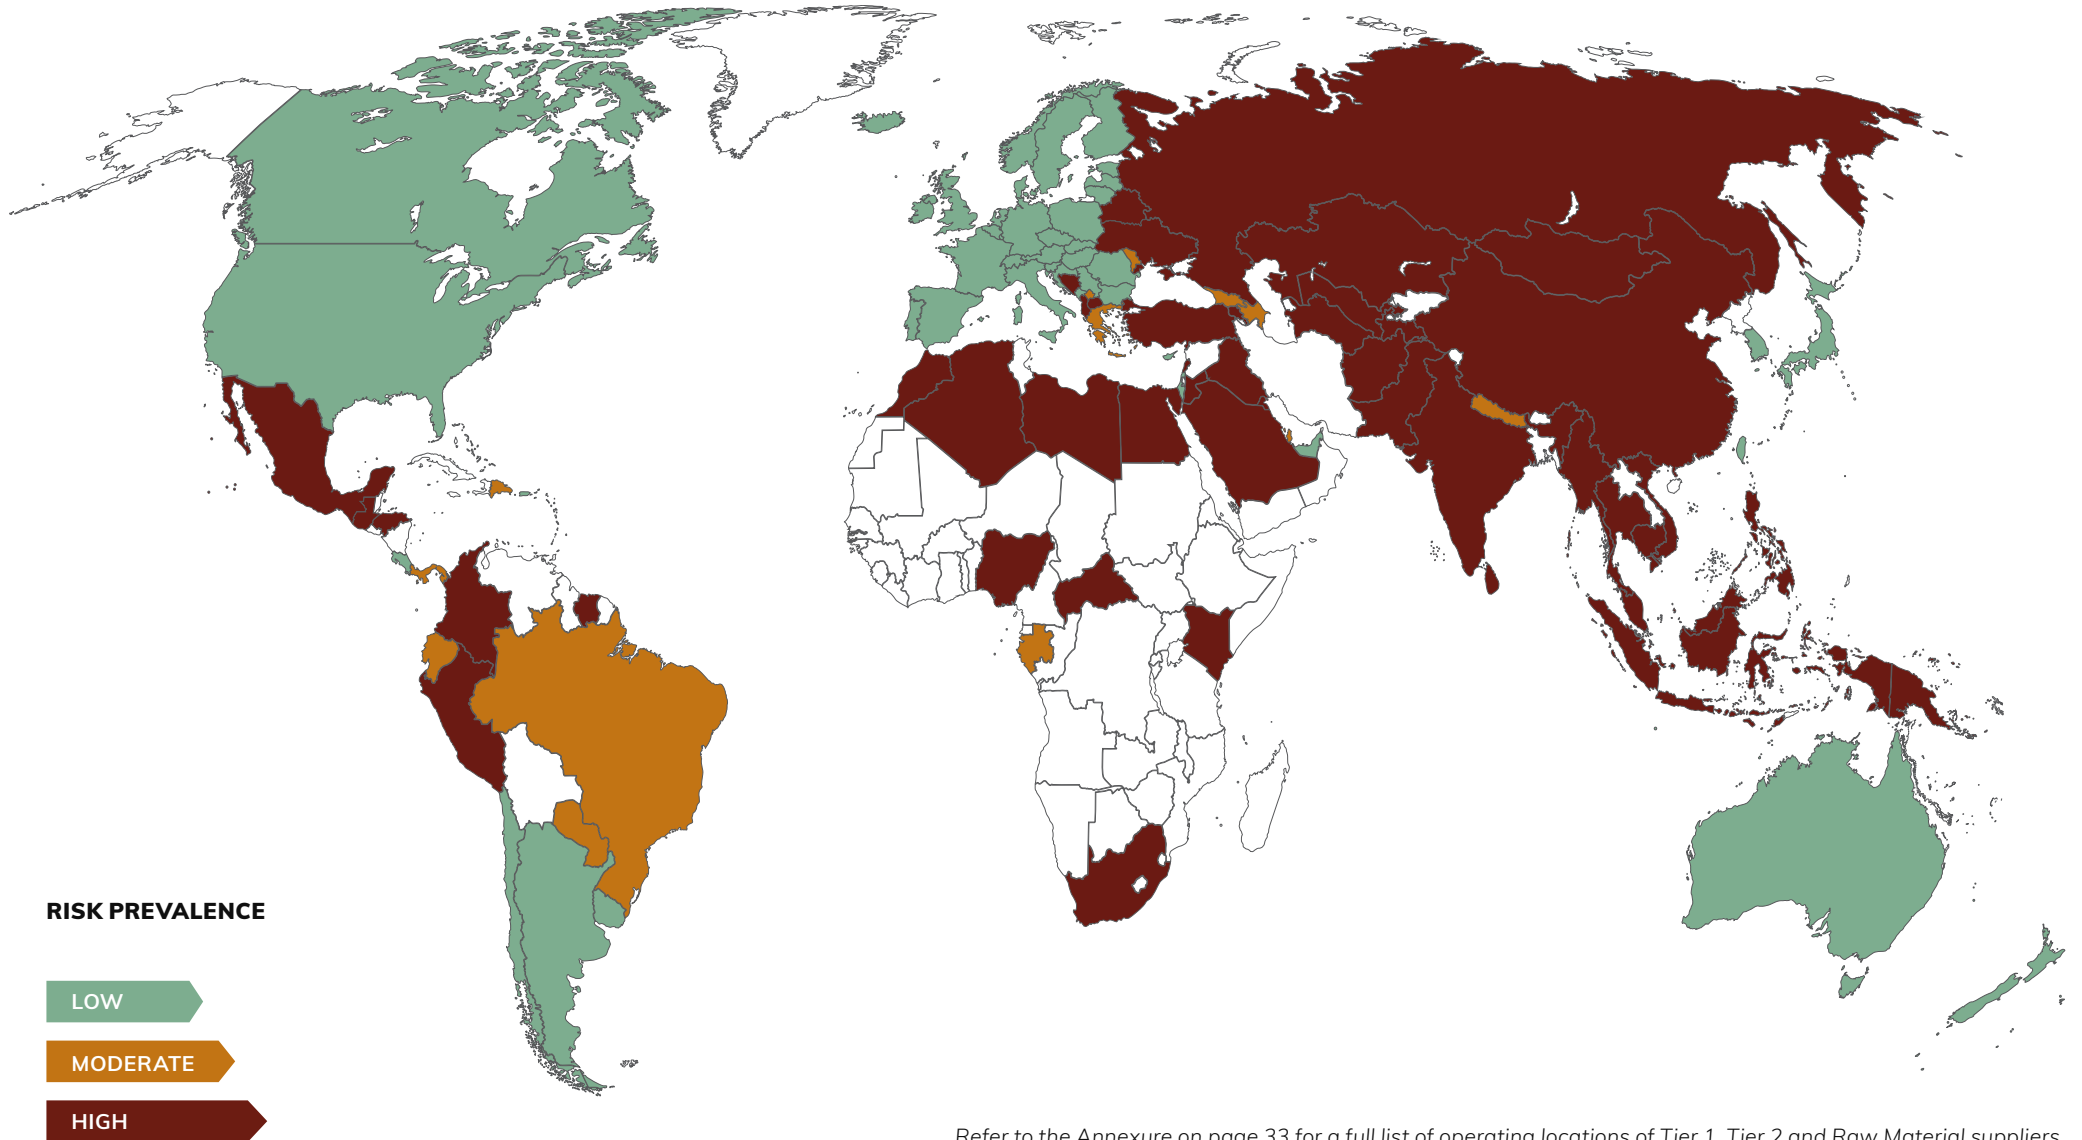 RISK PREVALENCE
LOW
MODERATE
HIGH
Refer to the Annexure on page 33 for a full list of operating locations of Tier 1, Tier 2 and Raw Material suppliers